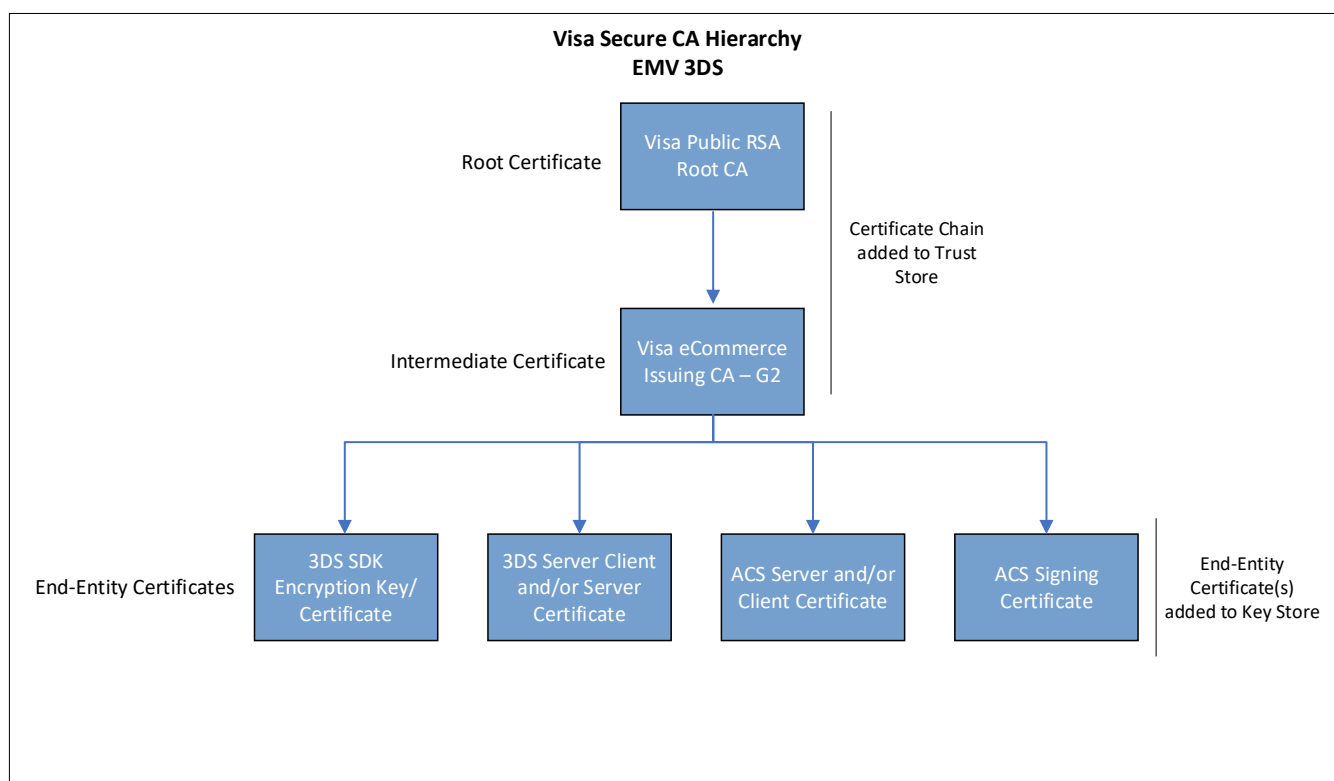 Visa Secure CA Hierarchy
EMV 3DS
Visa Public RSA
Root CA
Root Certificate
Certificate Chain
added to Trust
Store
Visa eCommerce
Issuing CA – G2
Intermediate Certificate
End-Entity Certificates
3DS SDK
Encryption Key/
Certificate
3DS Server Client
and/or Server
Certificate
ACS Server and/or
Client Certificate
ACS Signing
Certificate
End-Entity
Certificate(s)
added to Key Store